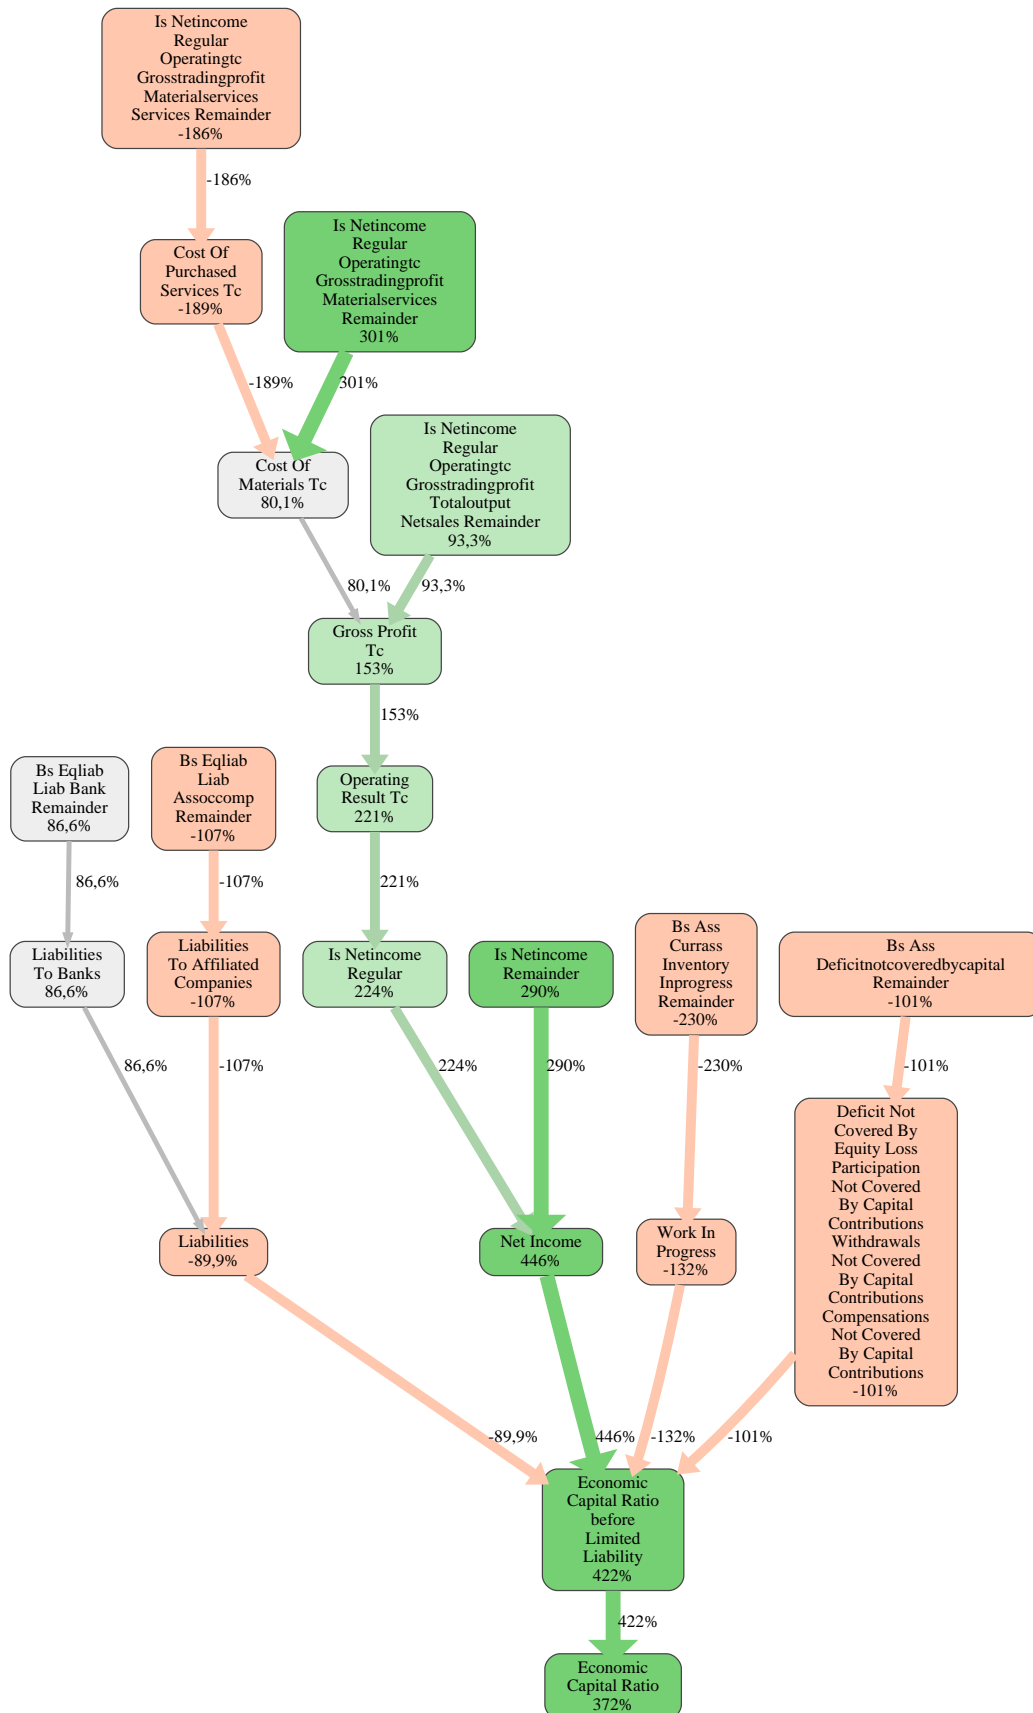 Is Netincome
Regular
Operatingtc
Grosstradingprofit
Materialservices
Services Remainder
-186%
-186%
Cost Of
Purchased
Services Tc
-189%
Is Netincome
Regular
Operatingtc
Grosstradingprofit
Materialservices
Remainder
301%
-189%
301%
Cost Of
Materials Tc
80,1%
Is Netincome
Regular
Operatingtc
Grosstradingprofit
Totaloutput
Netsales Remainder
93,3%
80,1%
93,3%
Gross Profit
Tc
153%
153%
Bs Eqliab
Liab Bank
Remainder
86,6%
Bs Eqliab
Liab
Assoccomp
Remainder
-107%
Operating
Result Tc
221%
86,6%
-107%
221%
Liabilities
To Banks
86,6%
Liabilities
To Affiliated
Companies
-107%
Is Netincome
Regular
224%
Is Netincome
Remainder
290%
Bs Ass
Currass
Inventory
Inprogress
Remainder
-230%
Bs Ass
Deficitnotcoveredbycapital
Remainder
-101%
86,6%
-107%
224%
290%
-230%
-101%
Deficit Not
Covered By
Equity Loss
Participation
Not Covered
By Capital
Contributions
Withdrawals
Not Covered
By Capital
Contributions
Compensations
Not Covered
By Capital
Contributions
-101%
Liabilities
-89,9%
Net Income
446%
Work In
Progress
-132%
-89,9%
446%
-132%
-101%
Economic
Capital Ratio
before
Limited
Liability
422%
422%
Economic
Capital Ratio
372%